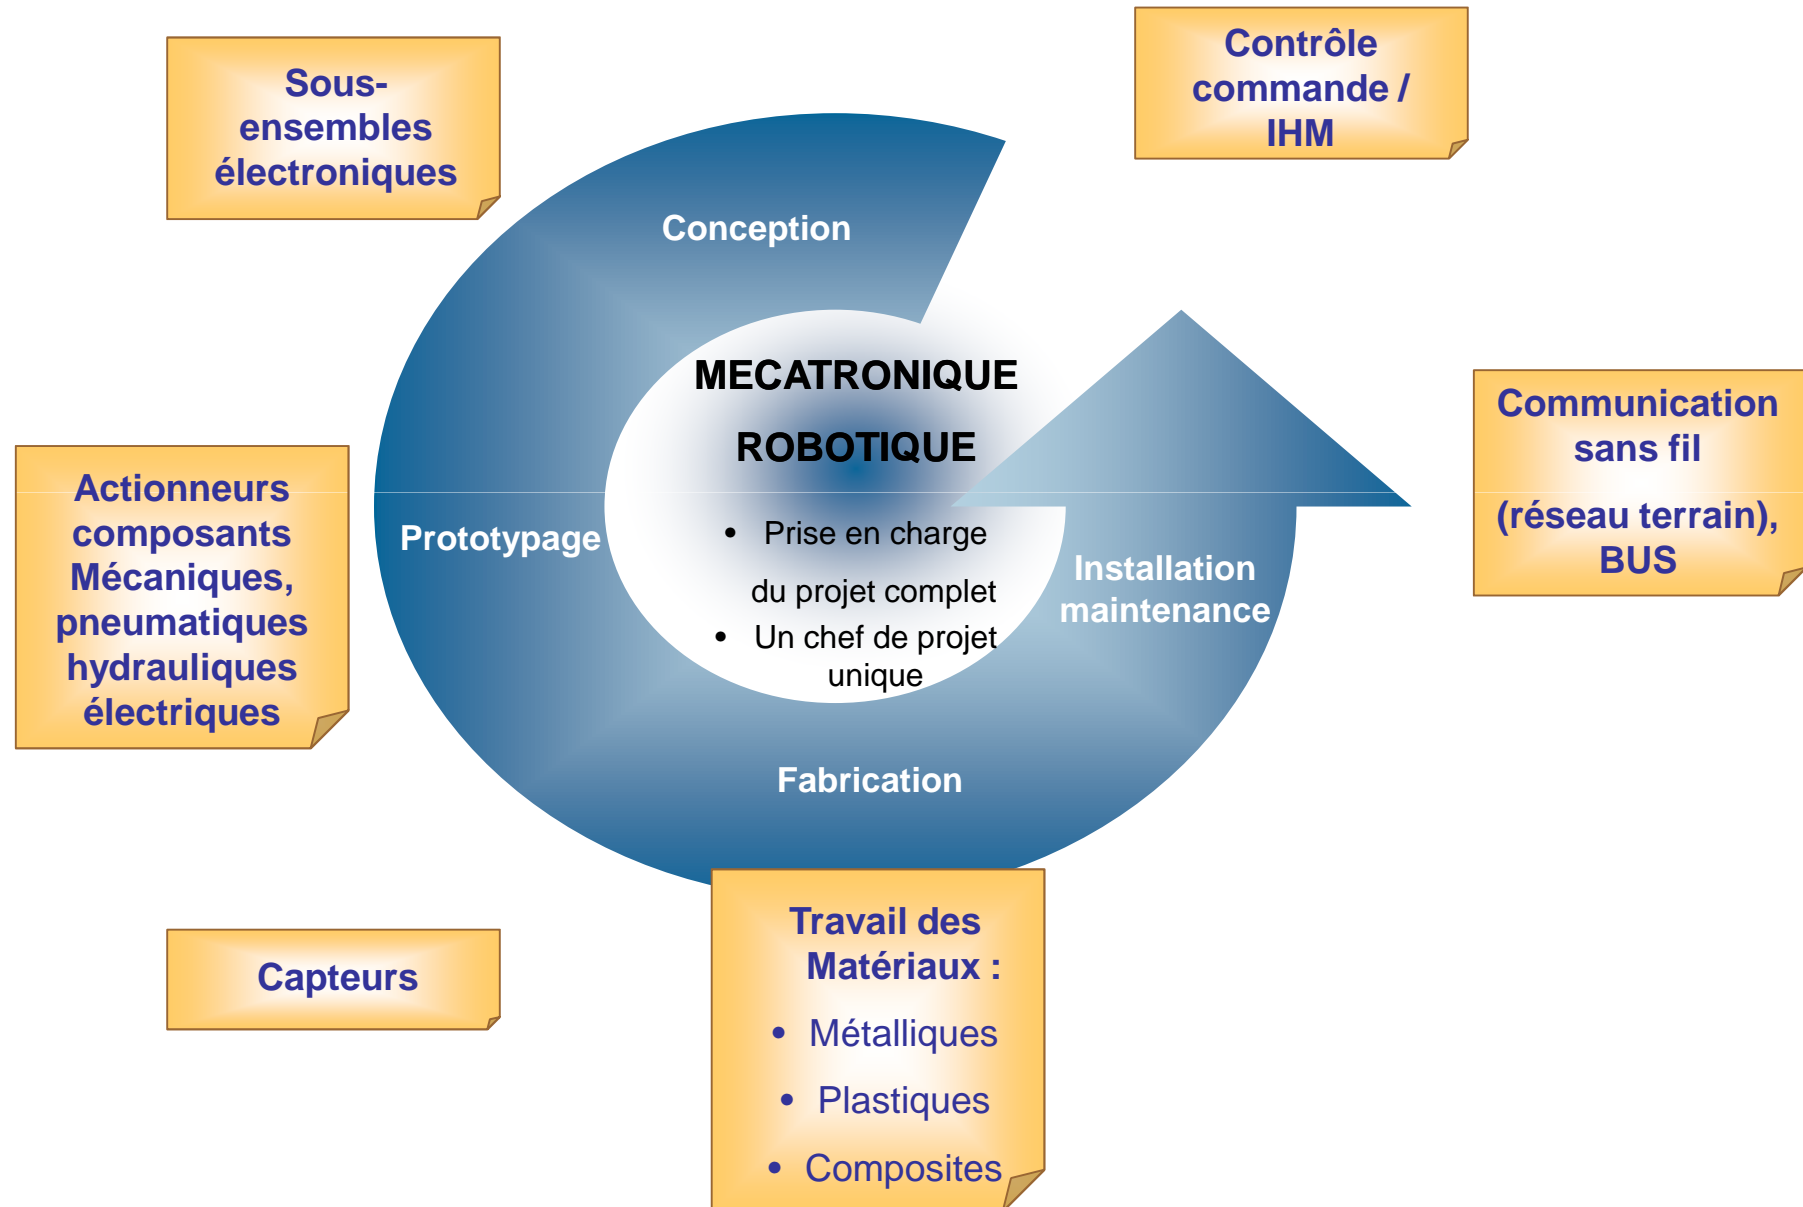 Sous-
ensembles
électroniques
Contrôle
commande /
IHM
Conception
MECATRONIQUE
ROBOTIQUE
• Prise en charge
du projet complet
• Un chef de projet
unique
Prototypage
Installation
maintenance
Fabrication
Actionneurs
composants
Mécaniques,
pneumatiques
hydrauliques
électriques
Communication
sans fil
(réseau terrain),
BUS
Capteurs
Travail des
Matériaux :
• Métalliques
• Plastiques
• Composites